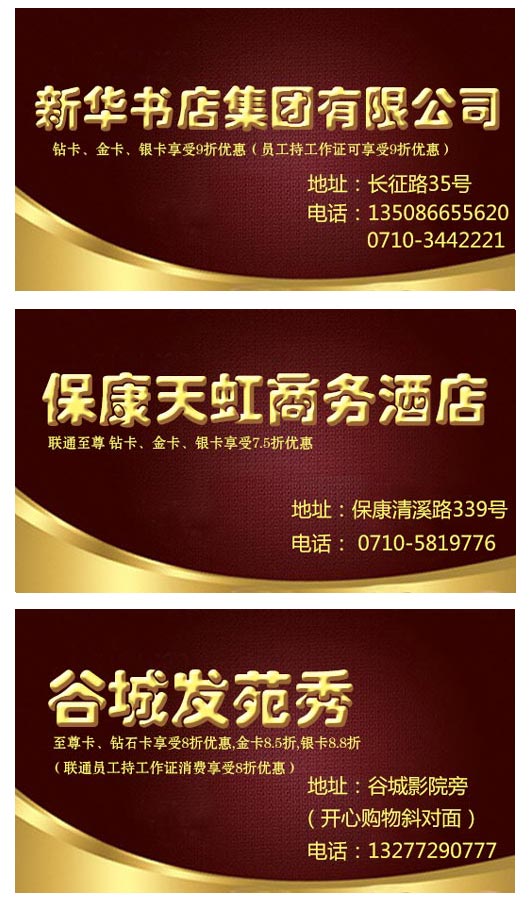 新华书店集团有限公司
钻卡、金卡、银卡享受9折优惠（员工持工作证可享受9折优惠）
地址：长征路35号
电话：135086655620
0710-3442221
保康天虹商务酒店
联通至尊 钻卡、金卡、银卡享受7.5折优惠
地址：保康清溪路339号
电话： 0710-5819776
谷城发苑秀
至尊卡、钻石卡享受8折优惠,金卡8.5折,银卡8.8折
（联通员工持工作证消费享受8折优惠）
地址：谷城影院旁
（开心购物斜对面）
电话：13277290777